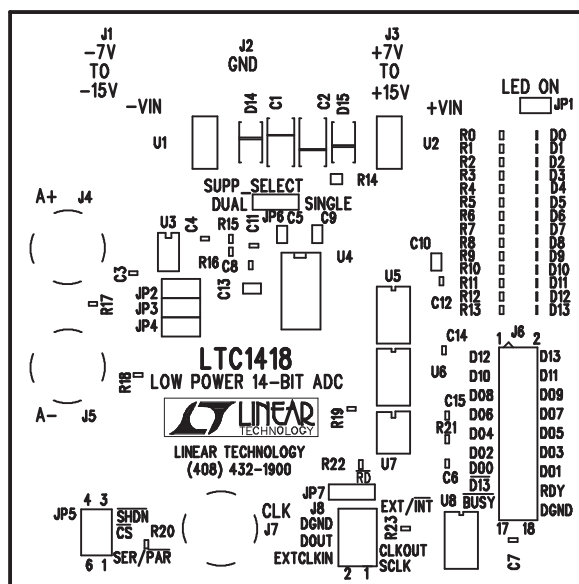 J1
-7V
TO
-15V
J2
GND
J3
+7V
TO
+15V
LED ON
JP1
-VIN
D14
C1
C2
D15
+VIN
U1
U2
R0 D0
R1 D1
R2 D2
R3 D3
R4 D4
R5 D5
R6 D6
R7 D7
R8 D8
R9 D9
R10 D10
R11 D11
R12 D12
R13 D13
R14
SUPP_SELECT
DUAL JP6 SINGLE
A+
J4
U3
C4
R15
C11
C5
C9
R16
C8
U4
C10
C3
C13
C12
U5
R17
JP2
JP3
JP4
LTC1418
LOW POWER 14-BIT ADC
LINEAR
TECHNOLOGY
LINEAR TECHNOLOGY
(408) 432-1900
R18
A-
J5
R19
U6
U7
C14
C15
R21
C6
1 J6 2
D12 D13
D10 D11
D08 D09
D06 D07
D04 D05
D02 D03
D00 D01
D13 RDY
BUSY DGND
17 18
U8
C7
R22
RD
JP7
EXT/INT
R23
J8
DGND
DOUT
EXTCLKIN
CLKOUT
SCLK
2 1
CLK
J7
4 3
JP5
SHDN
CS
R20
SER/PAR
6 1